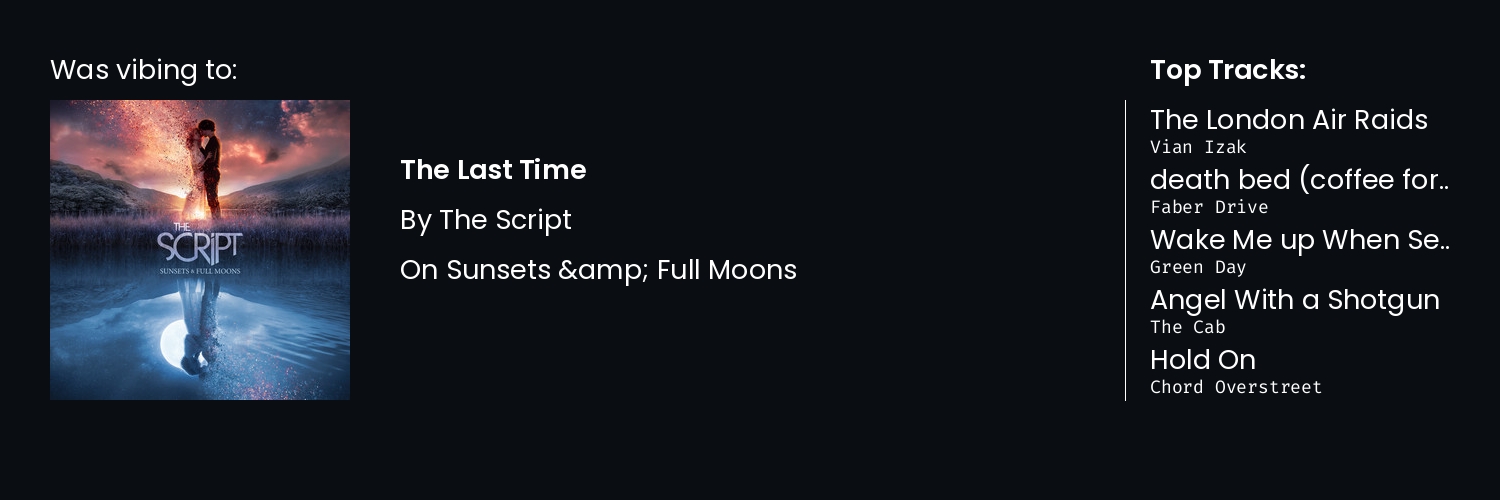 Was vibing to:
THE
SCRIPT
SUNSETS & FULL MOONS
The Last Time
By The Script
On Sunsets &amp; Full Moons
Top Tracks:
The London Air Raids
Vian Izak
death bed (coffee for..
Faber Drive
Wake Me up When Se..
Green Day
Angel With a Shotgun
The Cab
Hold On
Chord Overstreet